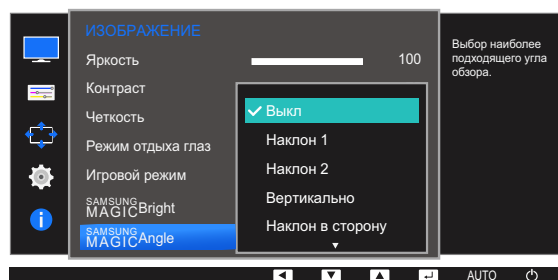 ИЗОБРАЖЕНИЕ
Яркость 100
Контраст
Четкость
Режим отдыха глаз
Игровой режим
SAMSUNG
MAGICBright
SAMSUNG
MAGICAngle
Выкл
Наклон 1
Наклон 2
Вертикально
Наклон в сторону
Выбор наиболее
подходящего угла
обзора.
AUTO